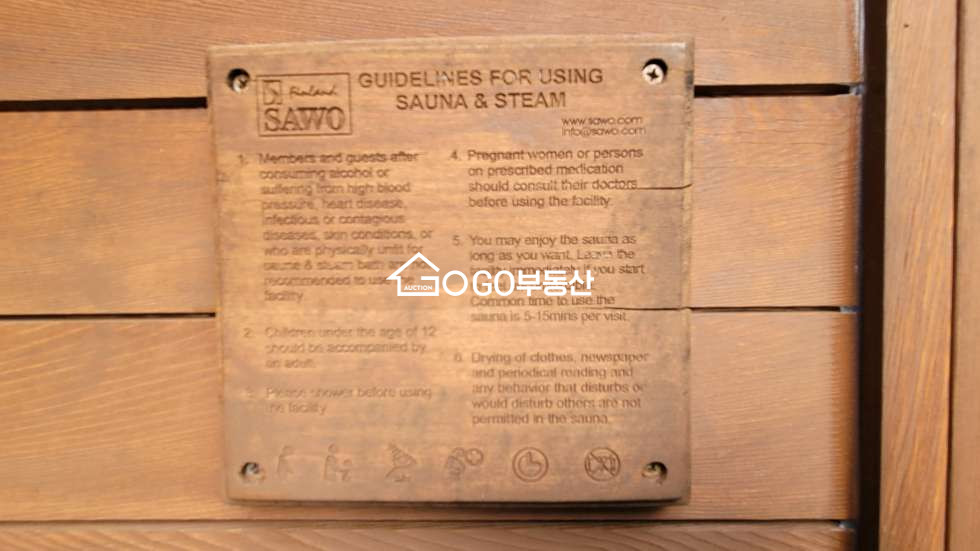 Finland
SAWO
GUIDELINES FOR USING
SAUNA & STEAM
www.sawo.com
info@sawo.com
1. Members and guests after
consuming alcohol or
suffering from high blood
pressure, heart disease,
infectious or contagious
diseases, skin conditions, or
who are physically unfit for
sauna & steam bath are not
recommended to use the
facility.
2. Children under the age of 12
should be accompanied by
an adult.
3. Please shower before using
the facility.
4. Pregnant women or persons
on prescribed medication
should consult their doctors
before using the facility.
5. You may enjoy the sauna as
long as you want. Leave the
you start
Common time to use the
sauna is 5-15mins per visit.
6. Drying of clothes, newspaper
and periodical reading and
any behavior that disturbs or
would disturb others are not
permitted in the sauna.
AUCTION
GOGO부동산